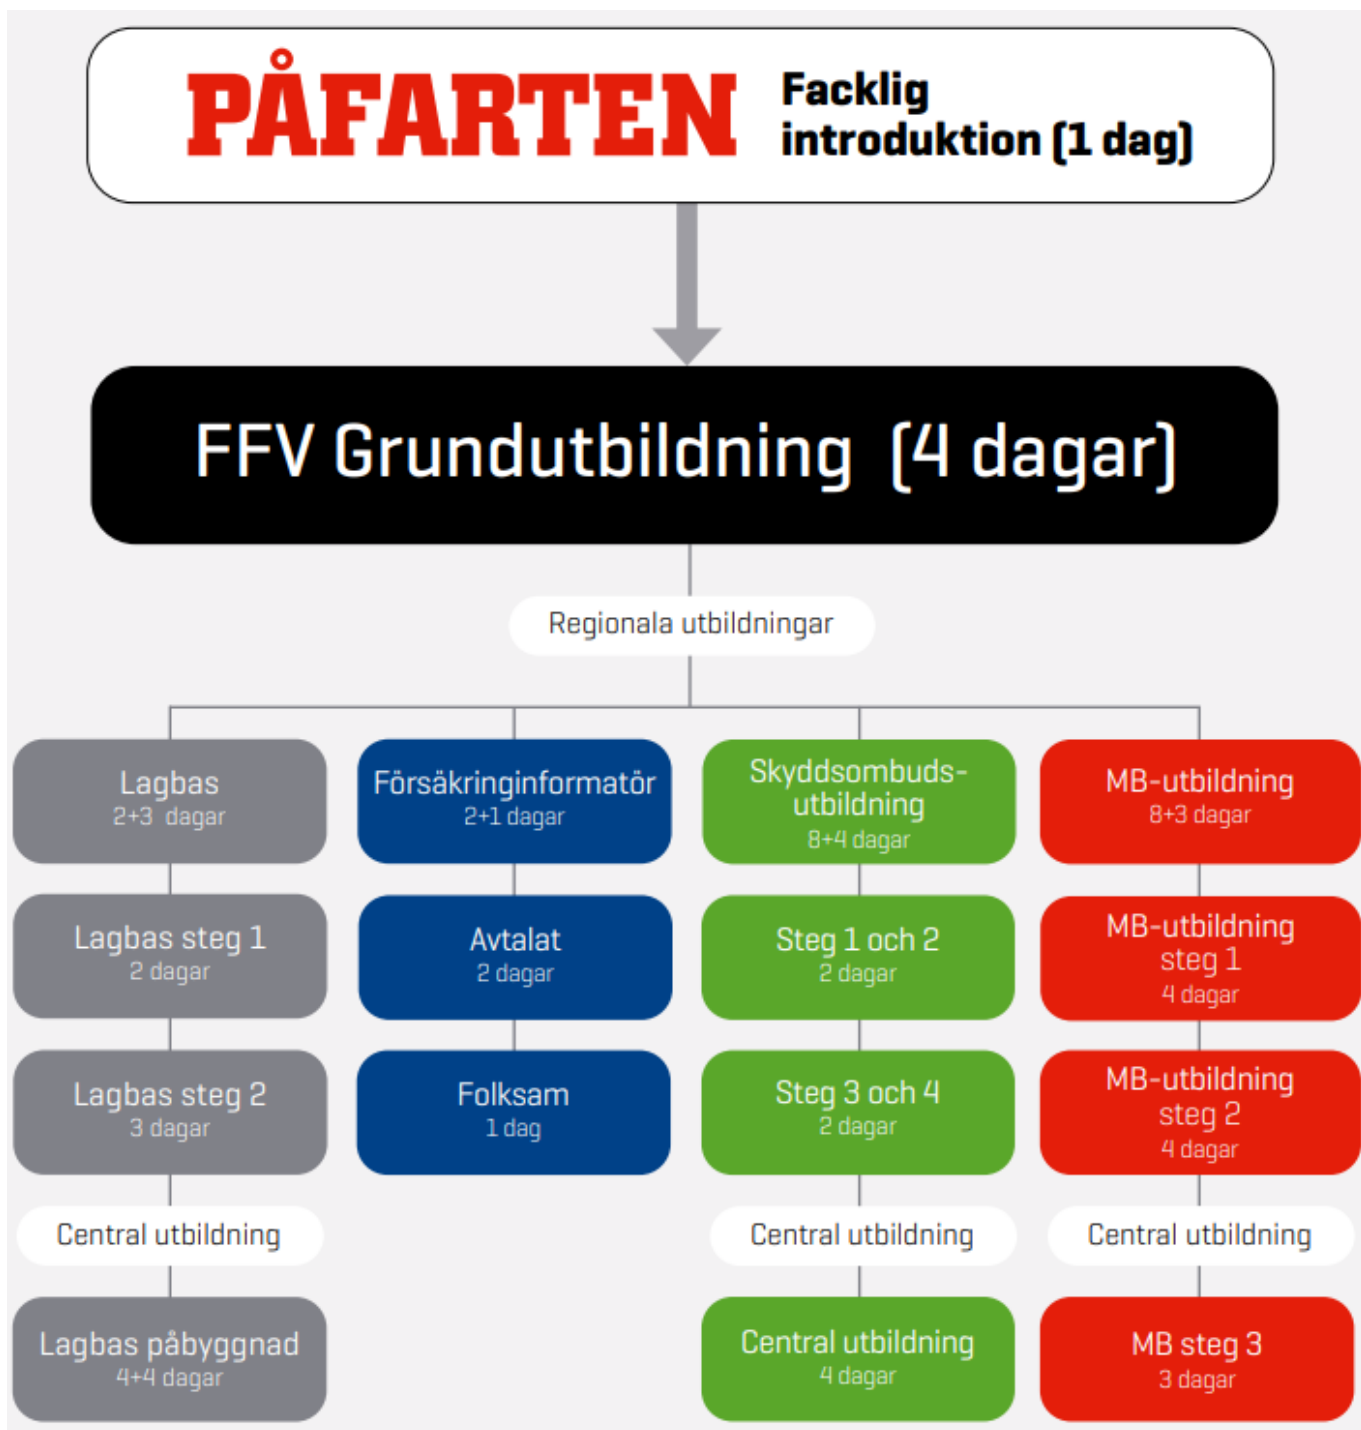 PÅFARTEN
Facklig
introduktion (1 dag)
FFV Grundutbildning (4 dagar)
Regionala utbildningar
Lagbas
2+3 dagar
Försäkringinformatör
2+1 dagar
Skyddsombuds-
utbildning
8+4 dagar
MB-utbildning
8+3 dagar
Lagbas steg 1
2 dagar
Avtalat
2 dagar
Steg 1 och 2
2 dagar
MB-utbildning
steg 1
4 dagar
Lagbas steg 2
3 dagar
Folksam
1 dag
Steg 3 och 4
2 dagar
MB-utbildning
steg 2
4 dagar
Central utbildning
Central utbildning
Central utbildning
Lagbas påbyggnad
4+4 dagar
Central utbildning
4 dagar
MB steg 3
3 dagar